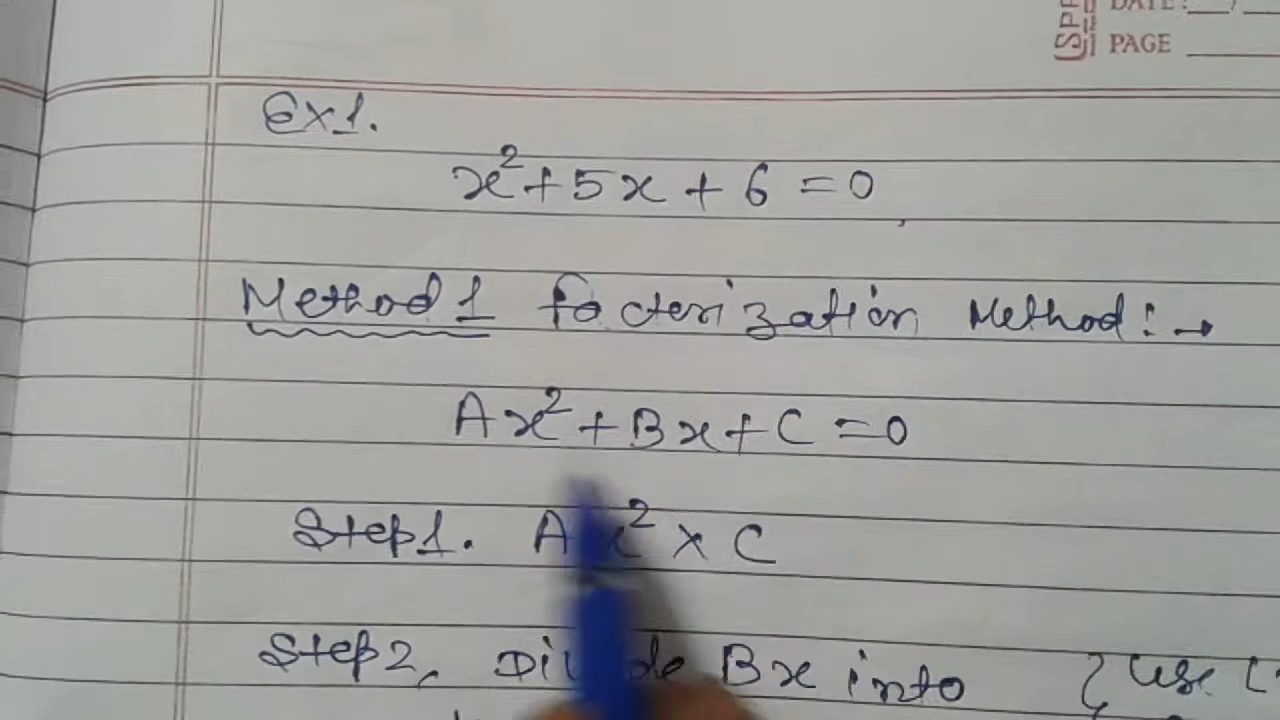 DATE:
PAGE
Ex1.
x²+5x+6=0
Method 1 Factorization Method:→
Ax²+Bx+C=0
Step1. Ax²×C
Step2. Bx into { use